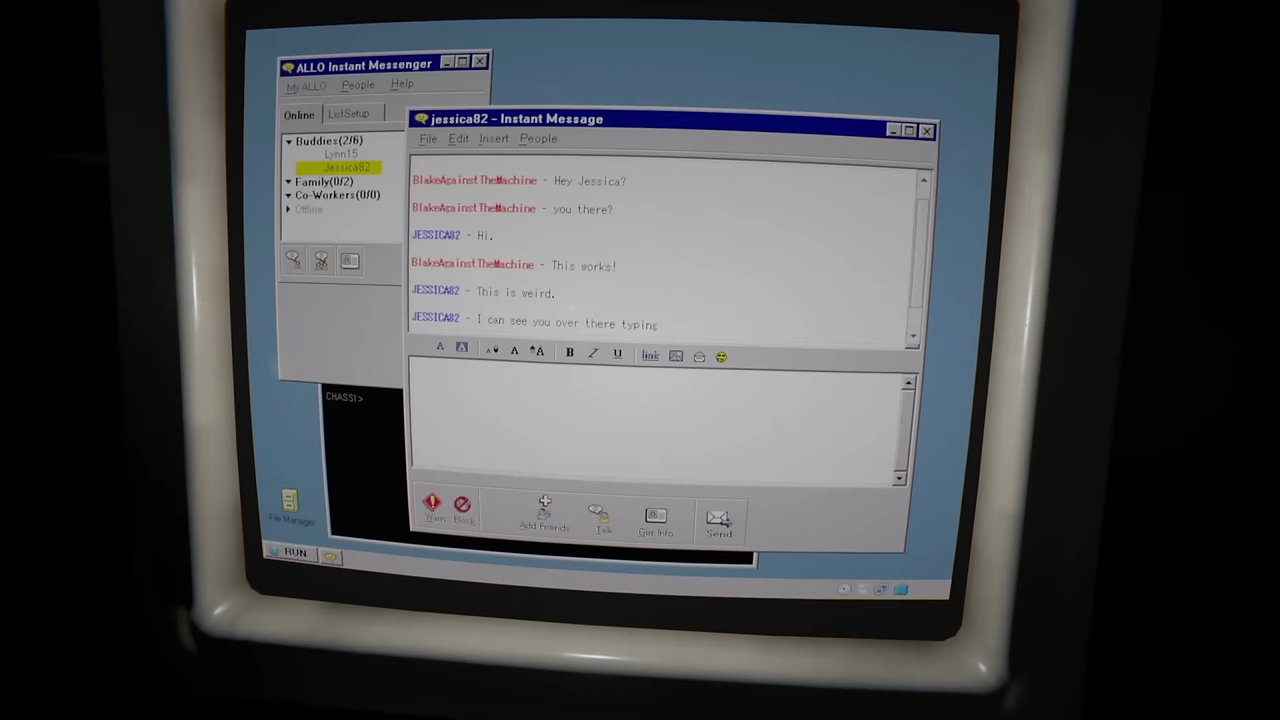 ALLO Instant Messenger
My ALLO People Help
Online ListSetup
Buddies(2/6)
Lynn15
Jessica82
Family(0/2)
Co-Workers(0/0)
Offline
jessica82 - Instant Message
File Edit Insert People
BlakeAgainstTheMachine - Hey Jessica?
BlakeAgainstTheMachine - you there?
JESSICA82 - Hi.
BlakeAgainstTheMachine - This works!
JESSICA82 - This is weird.
JESSICA82 - I can see you over there typing
A A A A A B I U link
CHASSI>
Warn Block Add Friends Talk Get Info Send
File Manager
RUN